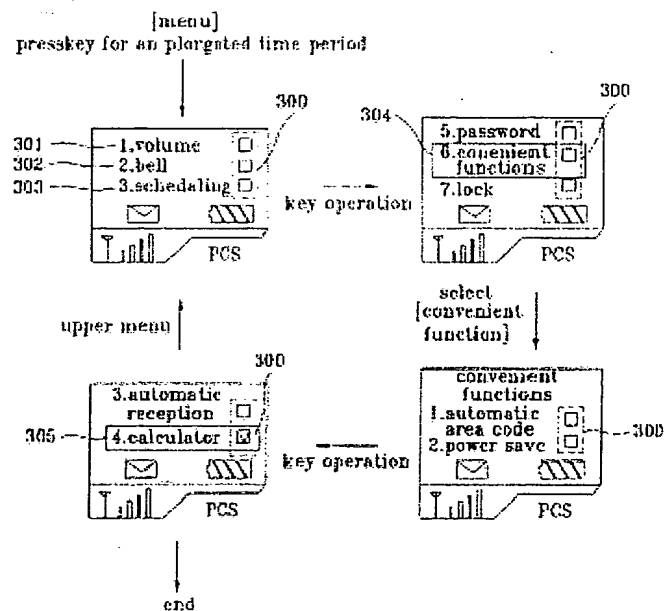 [menu]
presskey for an plorgated time period
300
301
1.volume
302
2.bell
303
3.schedaling
PCS
key operation
304
300
5.password
6.conenient
functions
7.lock
PCS
select
[convenient
function]
convenient
functions
1.automatic
area code
2.power save
300
PCS
key operation
upper menu
300
3.automatic
reception
305
4.calculator
PCS
end